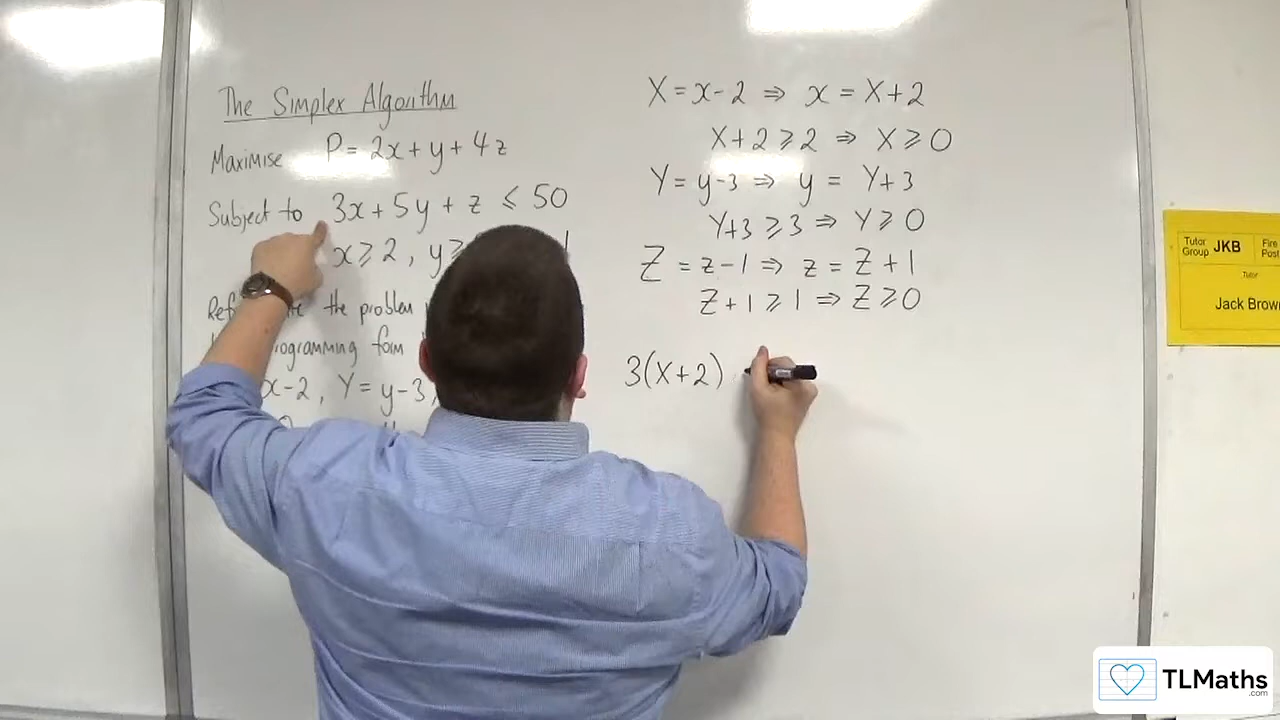 The Simplex Algorithm
Maximise P = 2x + y + 4z
Subject to 3x + 5y + z ⩽ 50
x ⩾ 2, y ⩾ 1
the problem
rogramming form
x-2, Y = y-3,
X = x-2 ⇒ x = X+2
X+2 ⩾ 2 ⇒ X ⩾ 0
Y = y-3 ⇒ y = Y+3
Y+3 ⩾ 3 ⇒ Y ⩾ 0
Z = z-1 ⇒ z = Z+1
Z+1 ⩾ 1 ⇒ Z ⩾ 0
3(X+2)
Tutor Group JKB
Fire
Tutor
Jack Brow
TLMaths
.com